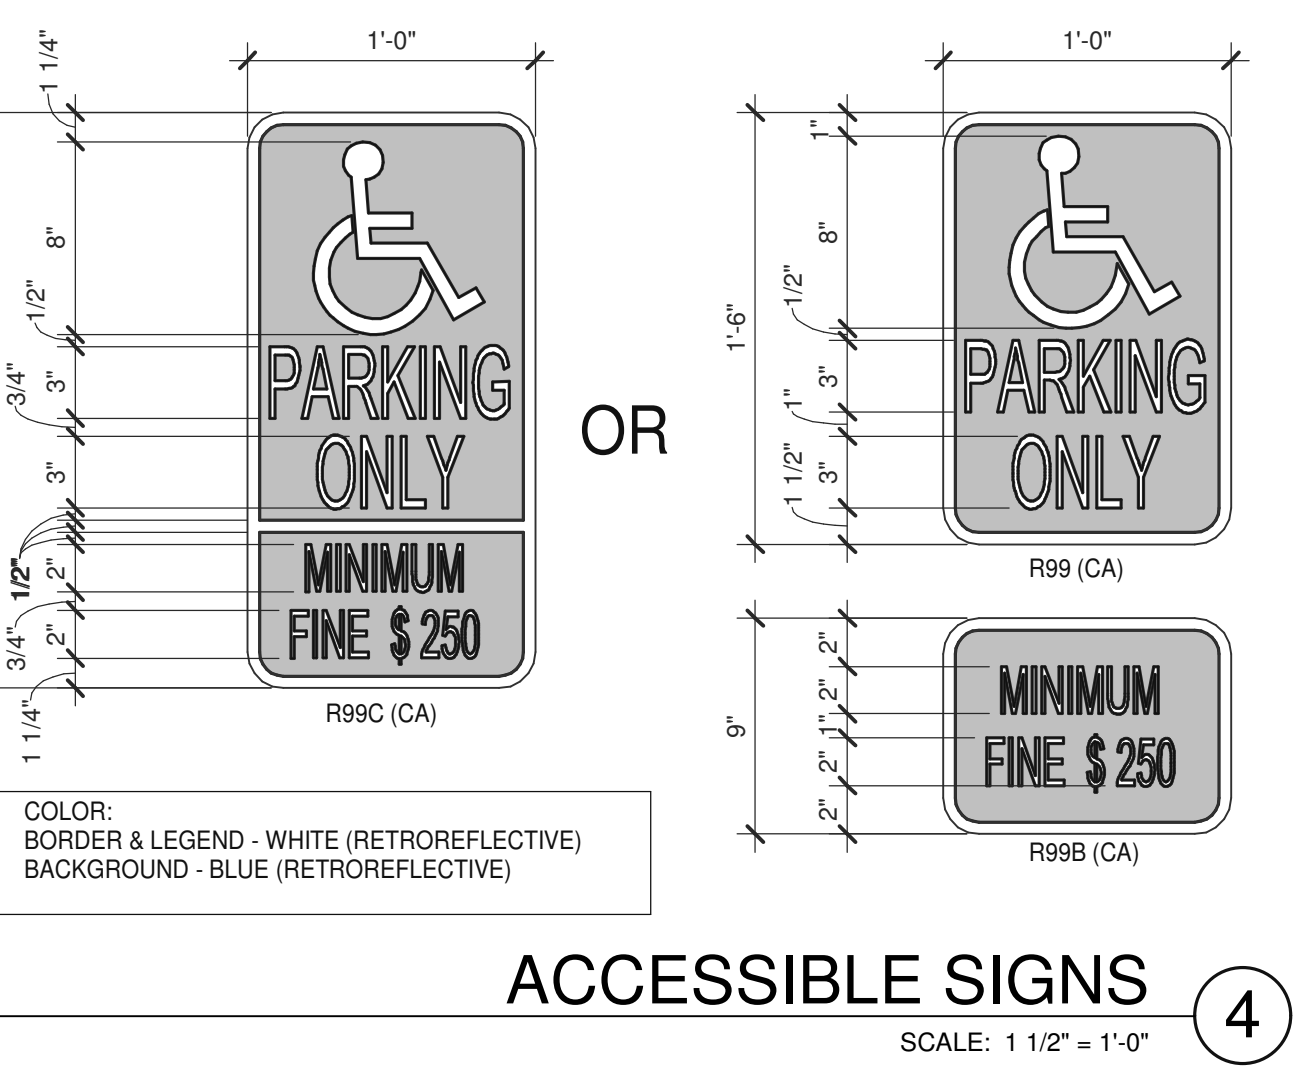 1'-0"
1 1/4"
8"
1/2"
3"
3/4"
3"
1/2"
2"
3/4"
2"
1 1/4"
PARKING
ONLY
MINIMUM
FINE $ 250
R99C (CA)
OR
1'-0"
1'-6"
1"
8"
1/2"
3"
1"
3"
1 1/2"
PARKING
ONLY
R99 (CA)
9"
2"
2"
1"
2"
2"
MINIMUM
FINE $ 250
R99B (CA)
COLOR:
BORDER & LEGEND - WHITE (RETROREFLECTIVE)
BACKGROUND - BLUE (RETROREFLECTIVE)
ACCESSIBLE SIGNS
4
SCALE: 1 1/2" = 1'-0"